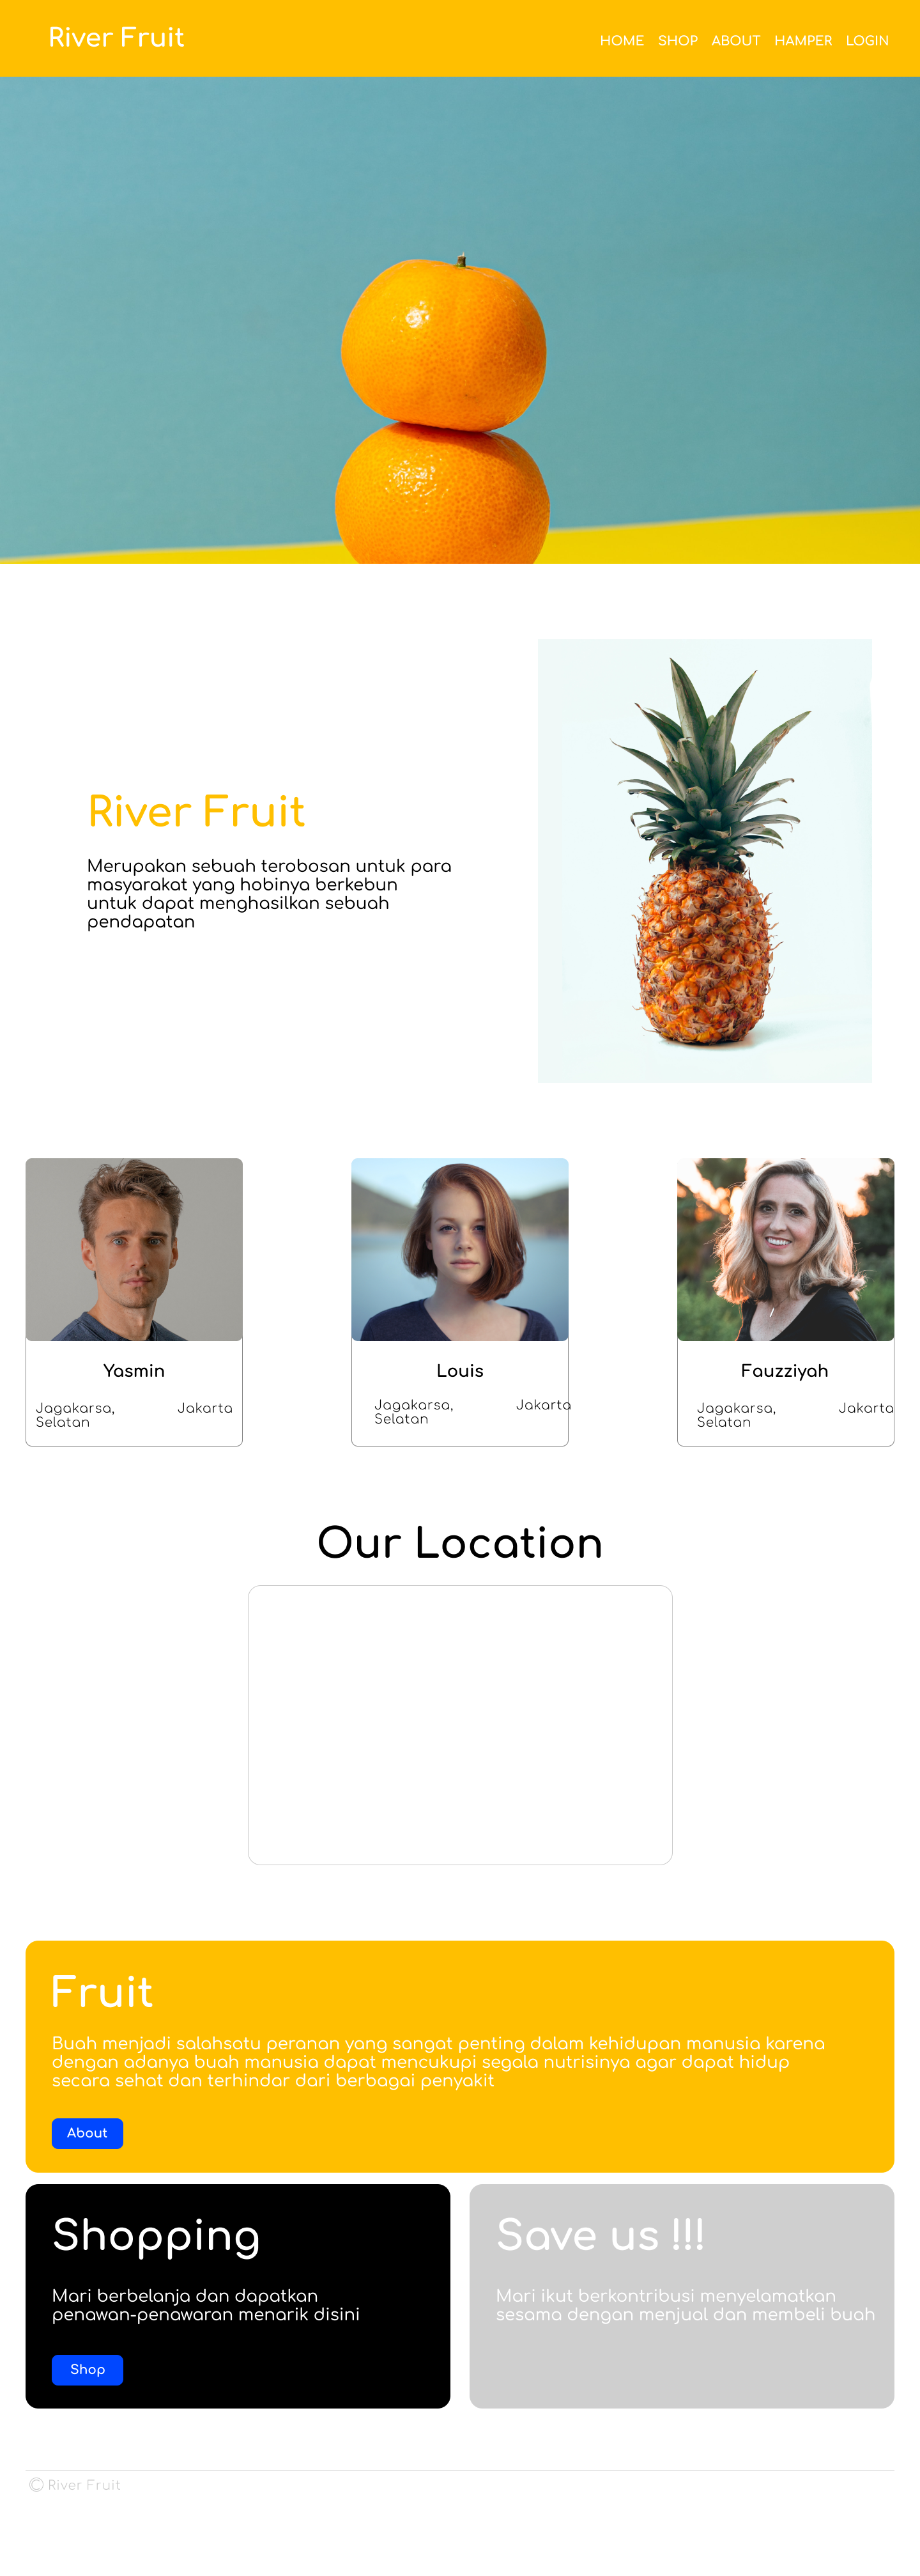 River Fruit
HOME SHOP ABOUT HAMPER LOGIN
River Fruit
Merupakan sebuah terobosan untuk para
masyarakat yang hobinya berkebun
untuk dapat menghasilkan sebuah
pendapatan
Yasmin
Jagakarsa, Jakarta
Selatan
Louis
Jagakarsa, Jakarta
Selatan
Fauzziyah
Jagakarsa, Jakarta
Selatan
Our Location
Fruit
Buah menjadi salahsatu peranan yang sangat penting dalam kehidupan manusia karena
dengan adanya buah manusia dapat mencukupi segala nutrisinya agar dapat hidup
secara sehat dan terhindar dari berbagai penyakit
About
Shopping
Mari berbelanja dan dapatkan
penawan-penawaran menarik disini
Shop
Save us !!!
Mari ikut berkontribusi menyelamatkan
sesama dengan menjual dan membeli buah
© River Fruit